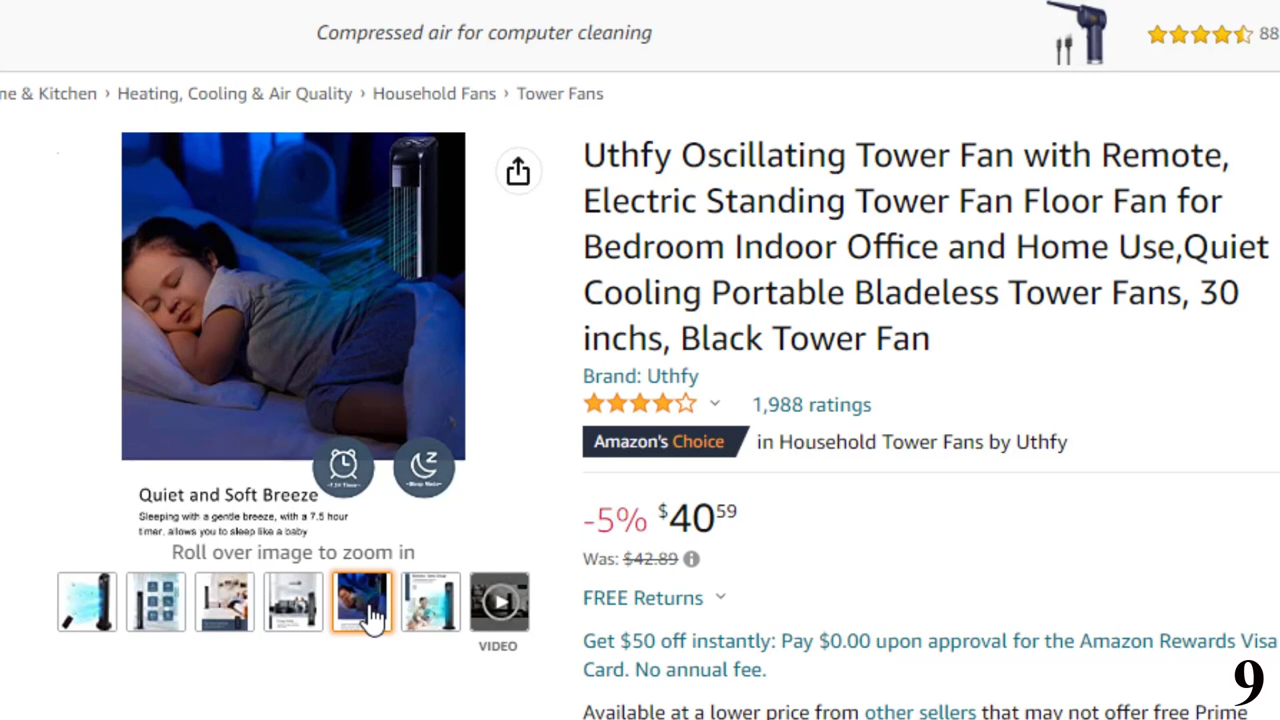 Compressed air for computer cleaning
88
me & Kitchen › Heating, Cooling & Air Quality › Household Fans › Tower Fans
Uthfy Oscillating Tower Fan with Remote,
Electric Standing Tower Fan Floor Fan for
Bedroom Indoor Office and Home Use,Quiet
Cooling Portable Bladeless Tower Fans, 30
inchs, Black Tower Fan
Brand: Uthfy
1,988 ratings
Amazon's Choice in Household Tower Fans by Uthfy
-5% $40 59
Was: $42.89
FREE Returns
Get $50 off instantly: Pay $0.00 upon approval for the Amazon Rewards Visa
Card. No annual fee.
Available at a lower price from other sellers that may not offer free Prime
Quiet and Soft Breeze
Sleeping with a gentle breeze, with a 7.5 hour
timer, allows you to sleep like a baby
Roll over image to zoom in
VIDEO
9